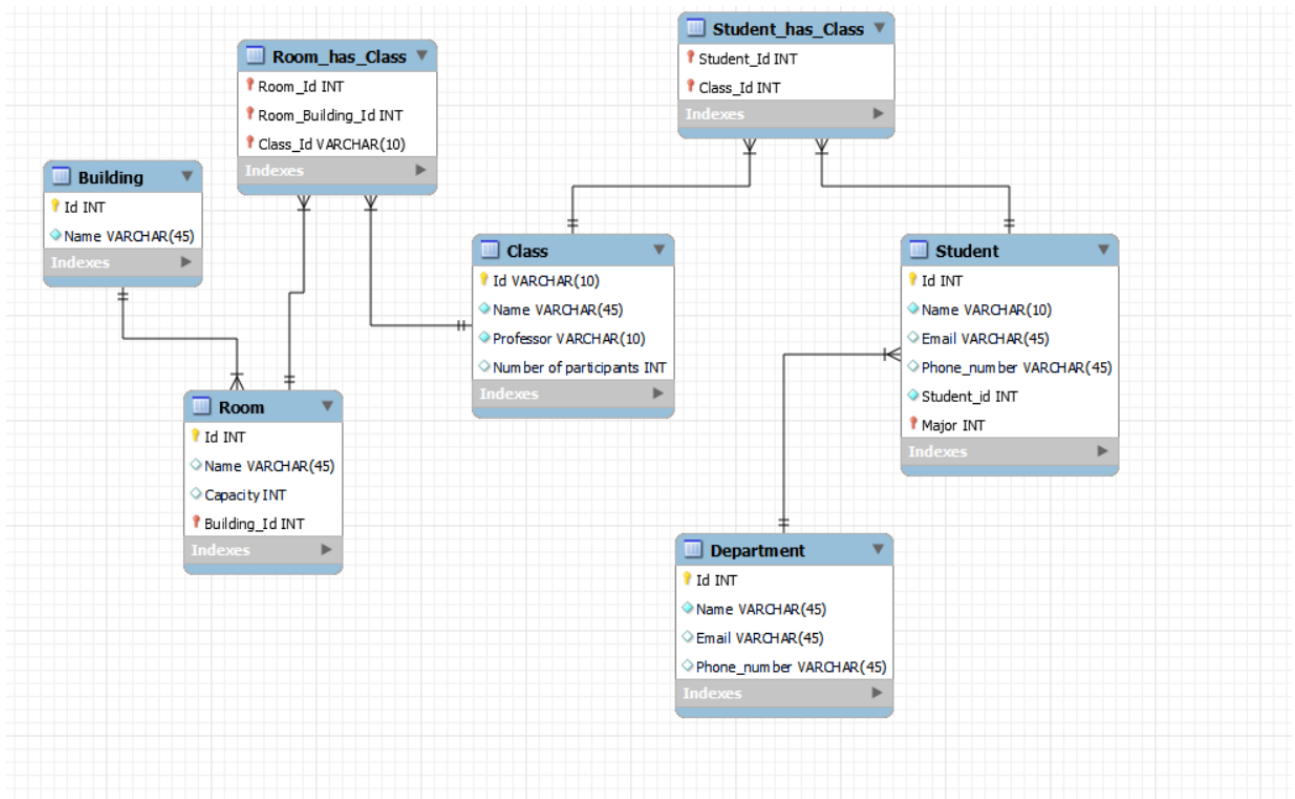 Student_has_Class
Student_Id INT
Class_Id INT
Indexes
Room_has_Class
Room_Id INT
Room_Building_Id INT
Class_Id VARCHAR(10)
Indexes
Building
Id INT
Name VARCHAR(45)
Indexes
Class
Id VARCHAR(10)
Name VARCHAR(45)
Professor VARCHAR(10)
Number of participants INT
Indexes
Student
Id INT
Name VARCHAR(10)
Email VARCHAR(45)
Phone_number VARCHAR(45)
Student_id INT
Major INT
Indexes
Room
Id INT
Name VARCHAR(45)
Capacity INT
Building_Id INT
Indexes
Department
Id INT
Name VARCHAR(45)
Email VARCHAR(45)
Phone_number VARCHAR(45)
Indexes